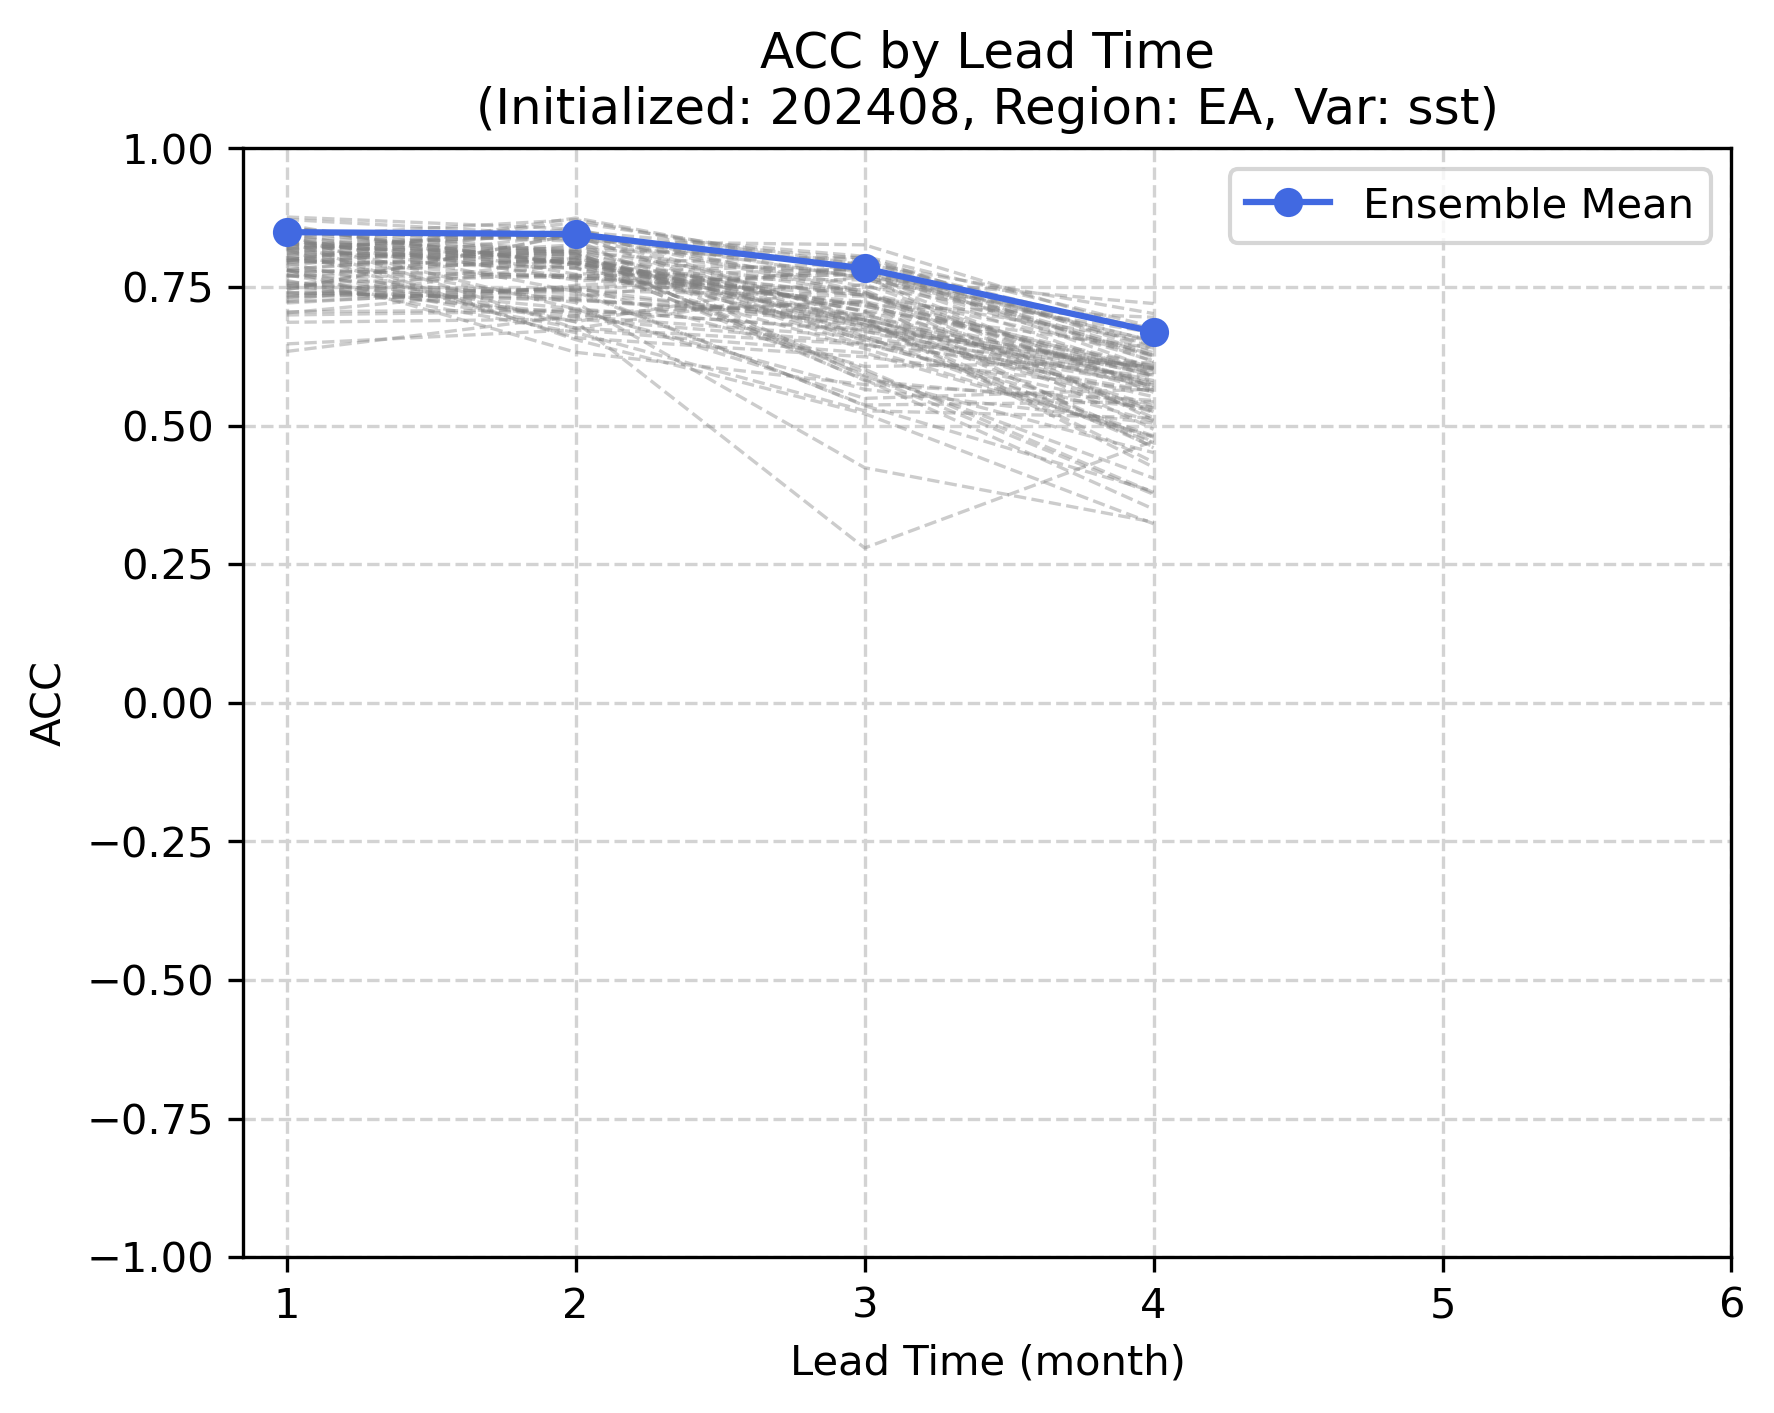 ACC by Lead Time
(Initialized: 202408, Region: EA, Var: sst)
Ensemble Mean
1.00
0.75
0.50
0.25
0.00
−0.25
−0.50
−0.75
−1.00
ACC
1 2 3 4 5 6
Lead Time (month)